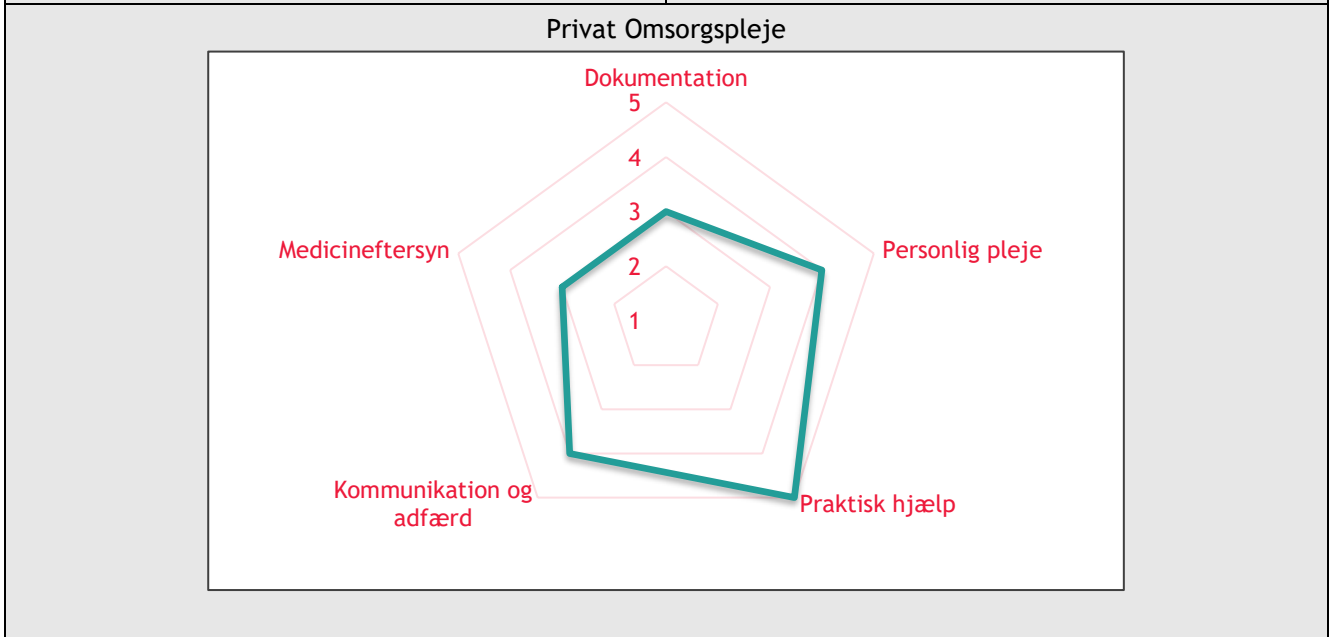 Privat Omsorgspleje
Dokumentation
5
4
3
2
1
Medicineftersyn
Personlig pleje
Kommunikation og
adfærd
Praktisk hjælp